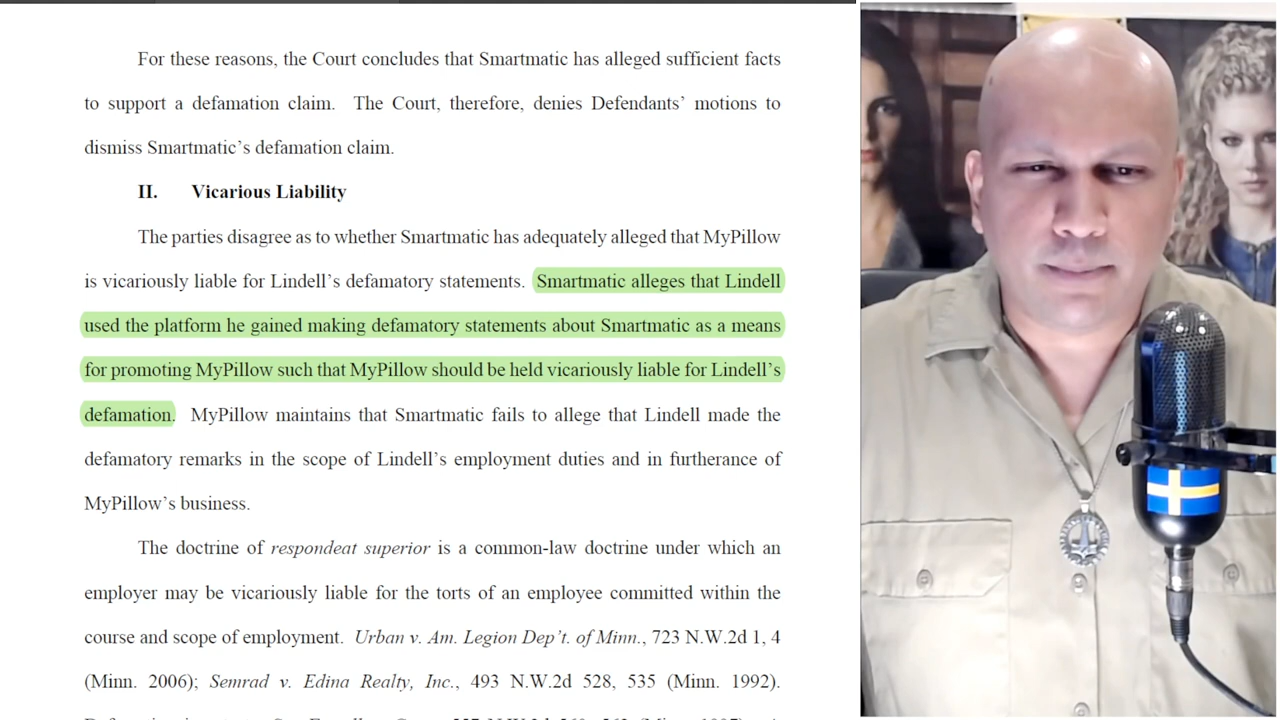 For these reasons, the Court concludes that Smartmatic has alleged sufficient facts
to support a defamation claim. The Court, therefore, denies Defendants’ motions to
dismiss Smartmatic’s defamation claim.
II. Vicarious Liability
The parties disagree as to whether Smartmatic has adequately alleged that MyPillow
is vicariously liable for Lindell’s defamatory statements. Smartmatic alleges that Lindell
used the platform he gained making defamatory statements about Smartmatic as a means
for promoting MyPillow such that MyPillow should be held vicariously liable for Lindell’s
defamation. MyPillow maintains that Smartmatic fails to allege that Lindell made the
defamatory remarks in the scope of Lindell’s employment duties and in furtherance of
MyPillow’s business.
The doctrine of respondeat superior is a common-law doctrine under which an
employer may be vicariously liable for the torts of an employee committed within the
course and scope of employment. Urban v. Am. Legion Dep’t. of Minn., 723 N.W.2d 1, 4
(Minn. 2006); Semrad v. Edina Realty, Inc., 493 N.W.2d 528, 535 (Minn. 1992).